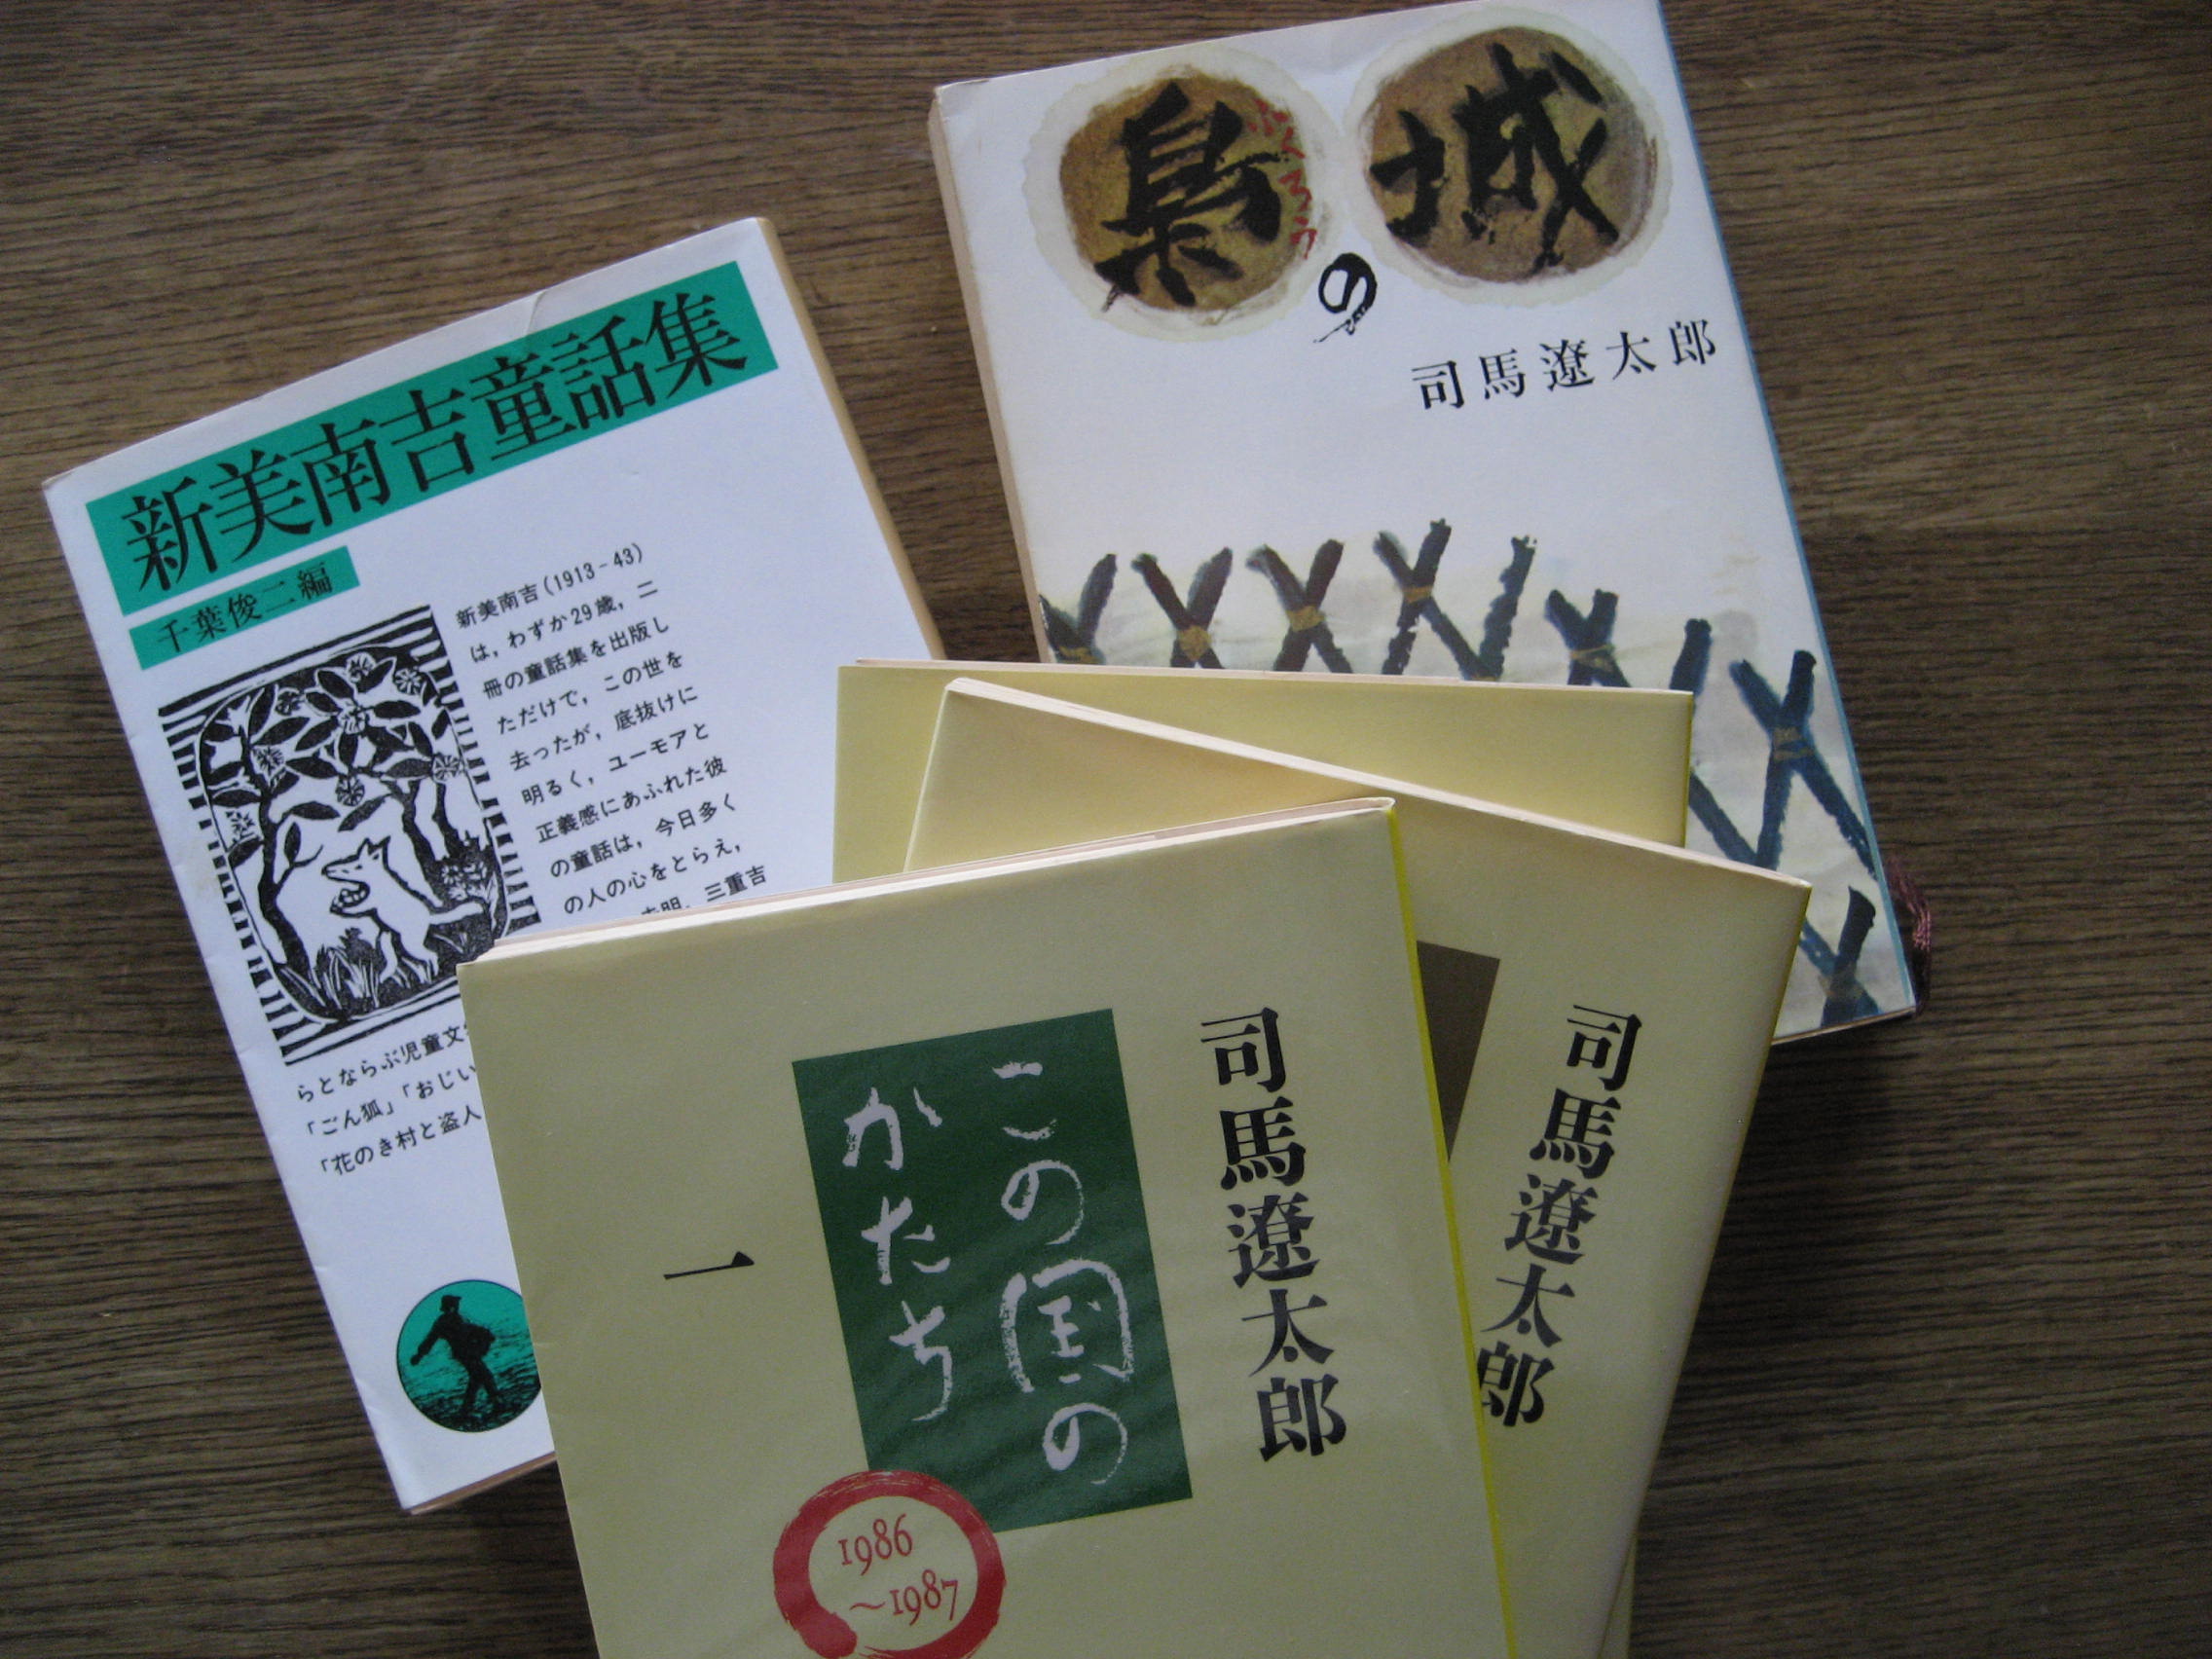 新美南吉童話集
千葉俊二編
新美南吉(1913-43)
は，わずか29歳，二
冊の童話集を出版し
ただけで，この世を
去ったが，底抜けに
明るく，ユーモアと
正義感にあふれた彼
の童話は，今日多く
の人の心をとらえ，
明，三重吉
らとならぶ児童文
「ごん狐」「おじい
「花のき村と盗人
梟の城
ふくろう
司馬遼太郎
司馬遼太郎
この国の
かたち
一
1986
～1987
司馬遼太郎